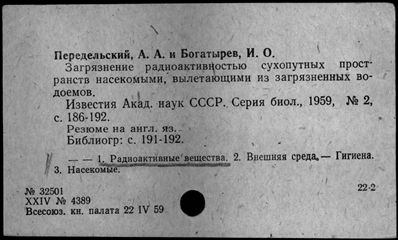 Передельский, А. А. и Богатырев, И. О.
Загрязнение радиоактивностью сухопутных прост-
ранств насекомыми, вылетающими из загрязненных во-
доемов.
Известия Акад. наук СССР. Серия биол., 1959, № 2,
с. 186-192.
Резюме на англ. яз.
Библиогр: с. 191-192.
— — 1. Радиоактивные вещества. 2. Внешняя среда, — Гигиена.
3. Насекомые.
№ 32501
22-2
XXIV № 4389
Всесоюз. кн. палата 22 IV 59